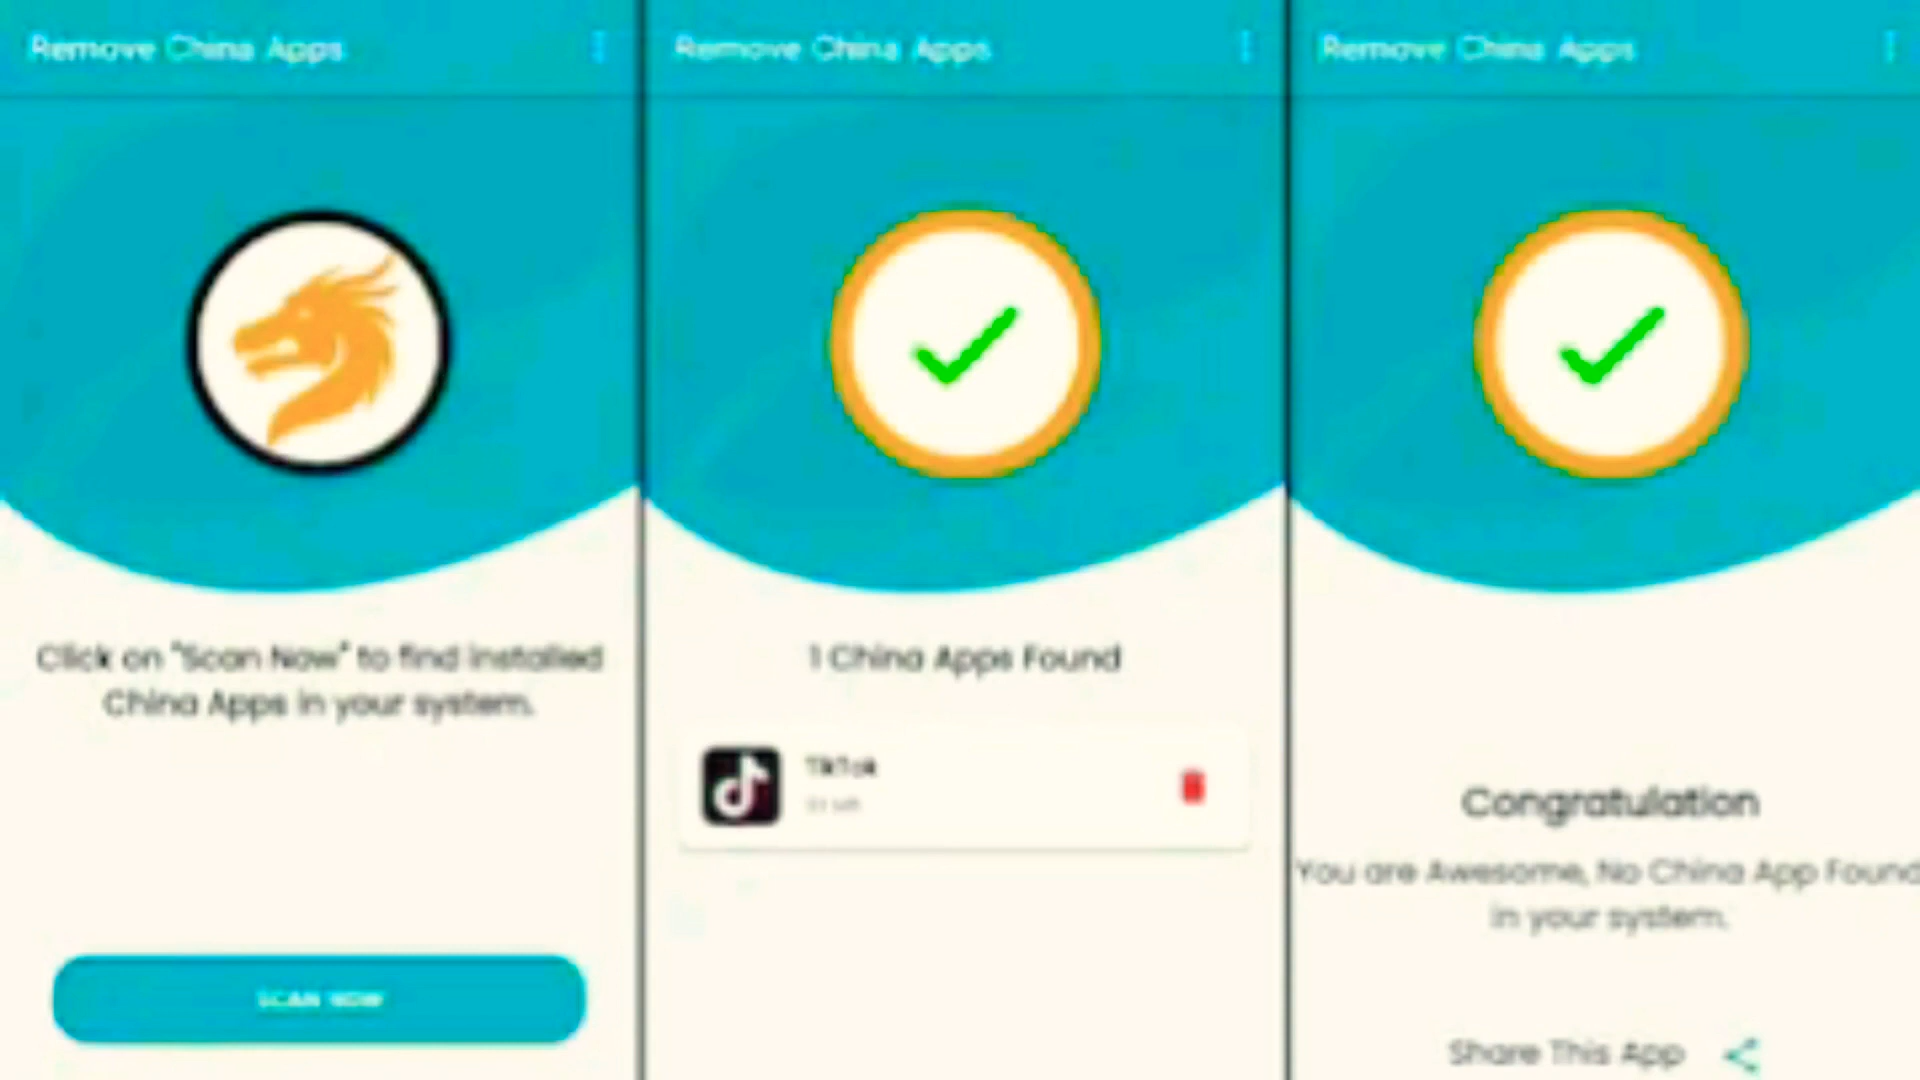 Remove China Apps
Click on "Scan Now" to find installed
China Apps in your system.
SCAN NOW
Remove China Apps
1 China Apps Found
TikTok
Remove China Apps
Congratulation
You are Awesome, No China App Found
in your system.
Share This App